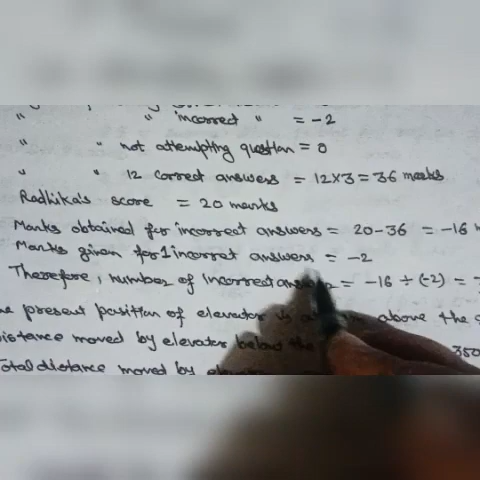 " " incorrect " = -2
" " not attempting question = 0
" " 12 correct answers = 12×3 = 36 marks
Radhika's score = 20 marks
Marks obtained for incorrect answers = 20-36 = -16
Marks given for 1 incorrect answers = -2
Therefore, number of incorrect = -16 ÷ (-2) =
present position of elevator is above the
distance moved by elevator below the 350
Total distance moved by